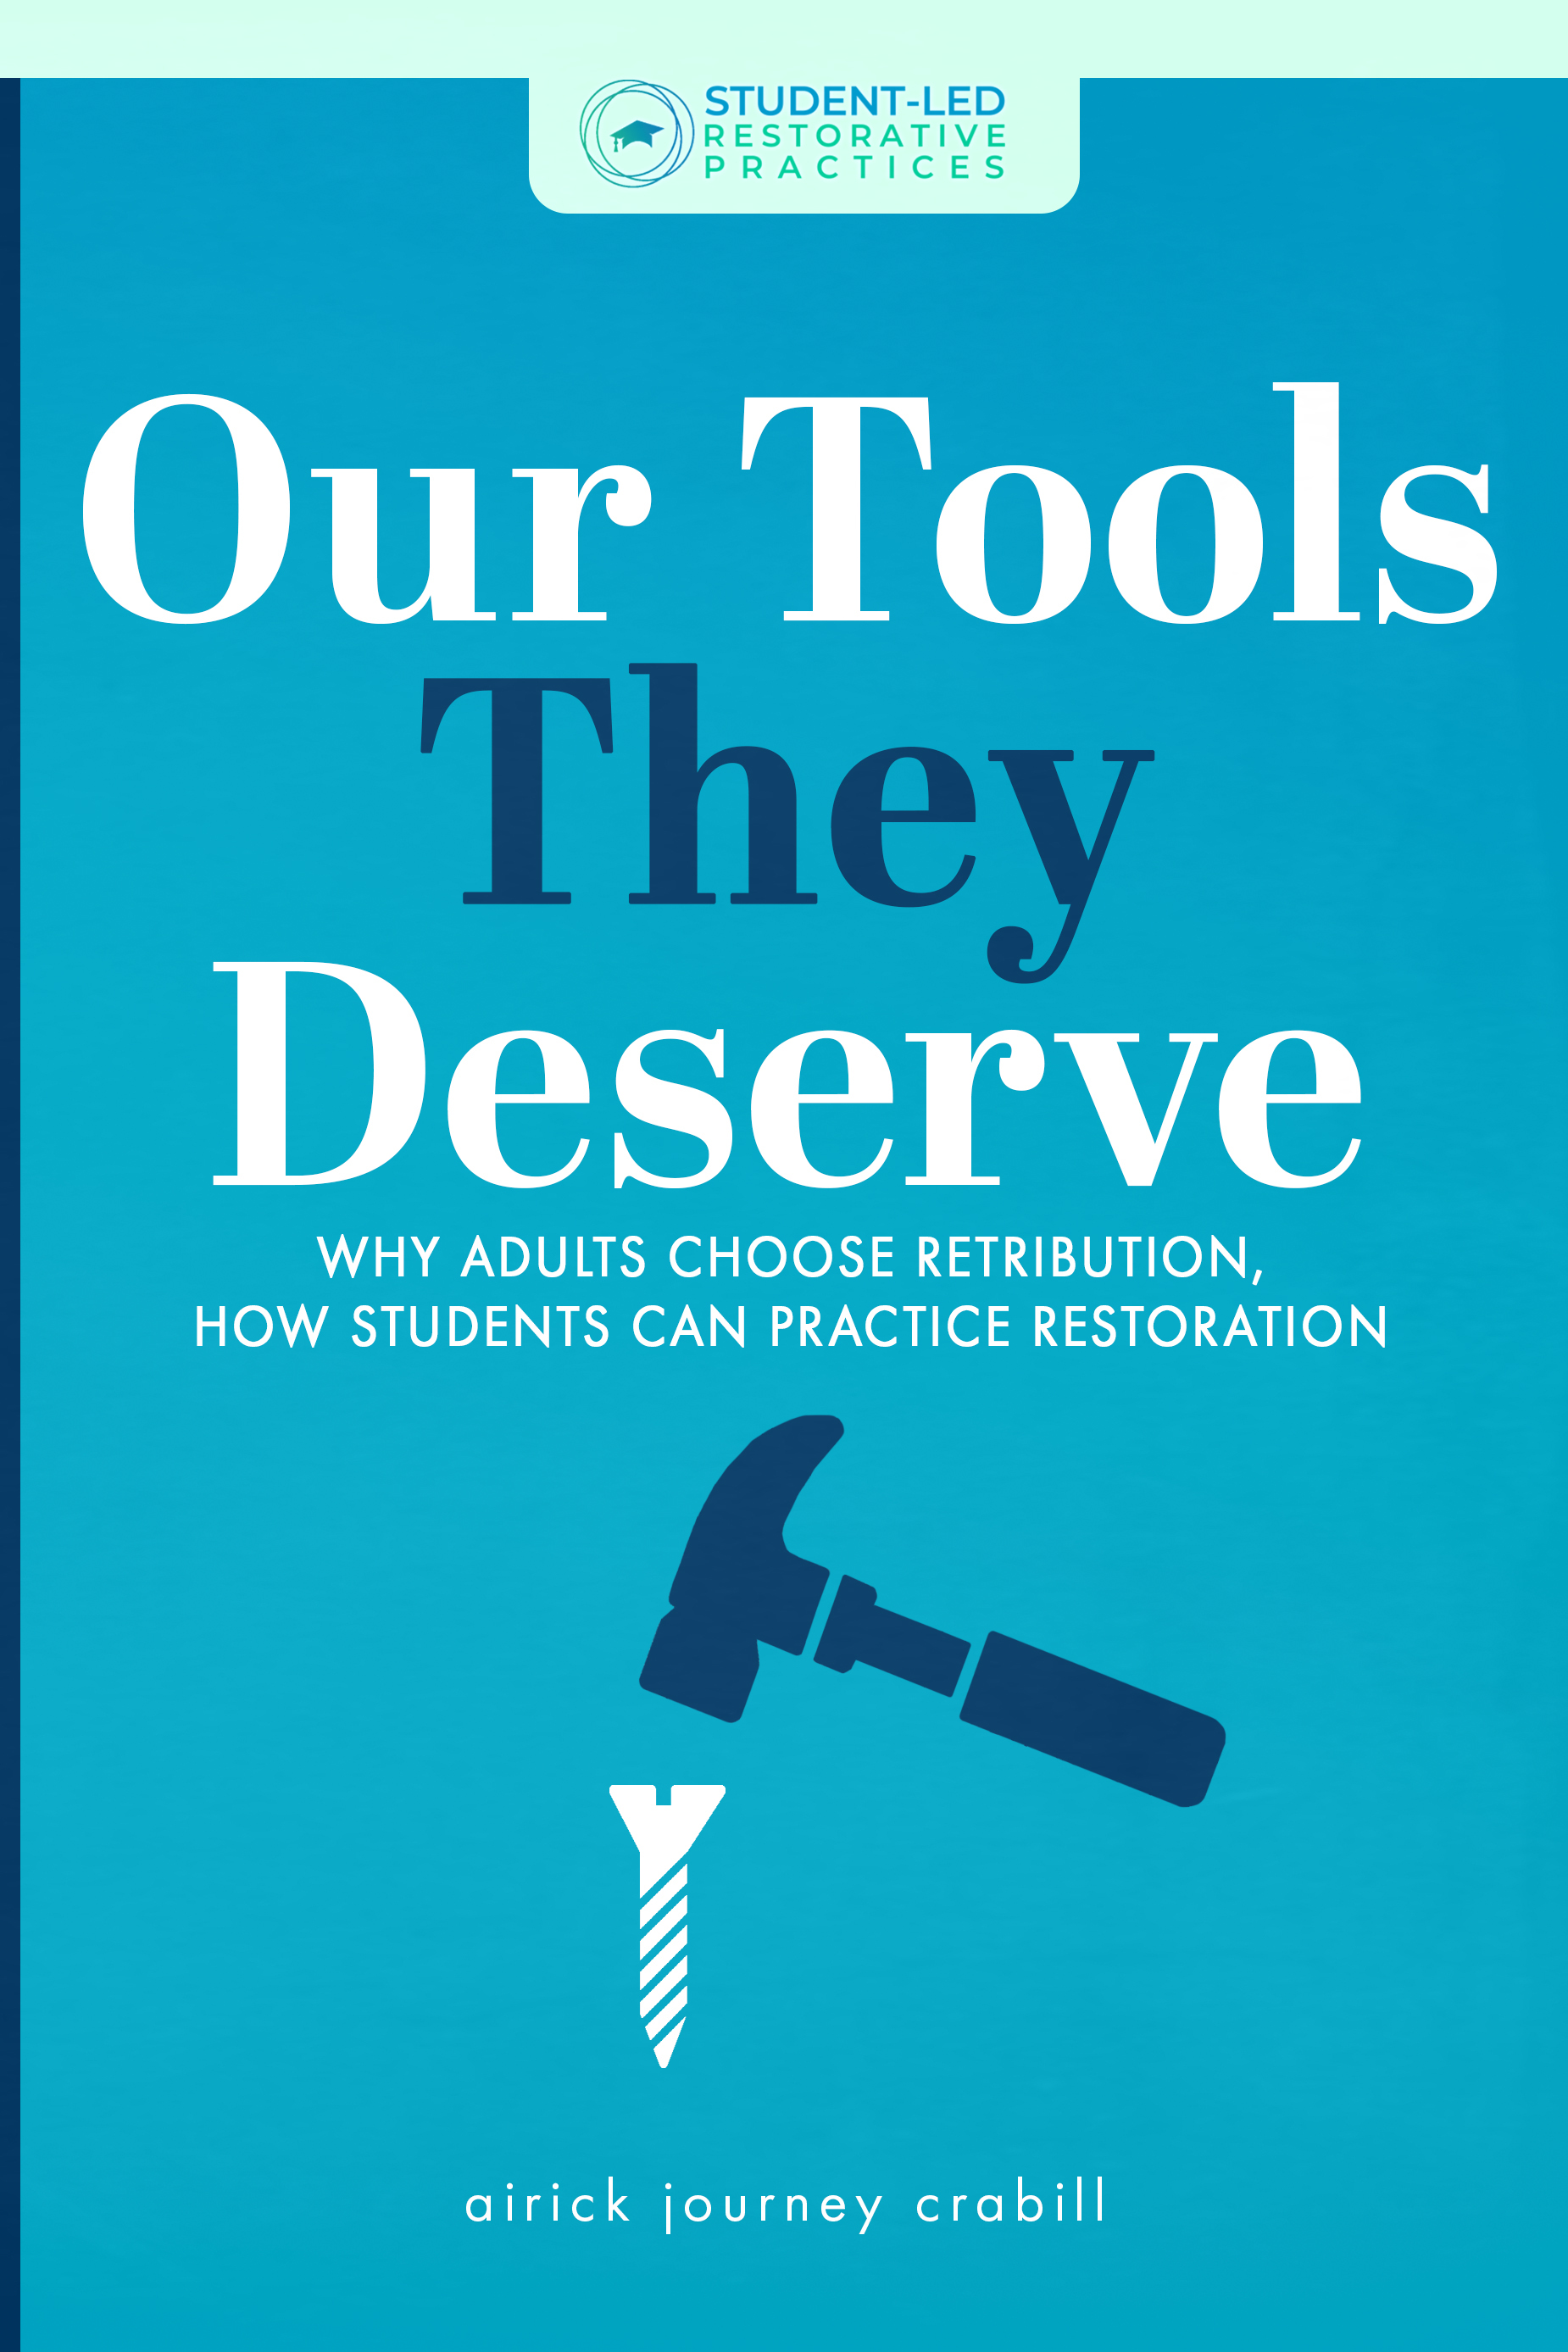 STUDENT-LED
RESTORATIVE
PRACTICES
Our Tools
They
Deserve
WHY ADULTS CHOOSE RETRIBUTION,
HOW STUDENTS CAN PRACTICE RESTORATION
airick journey crabill